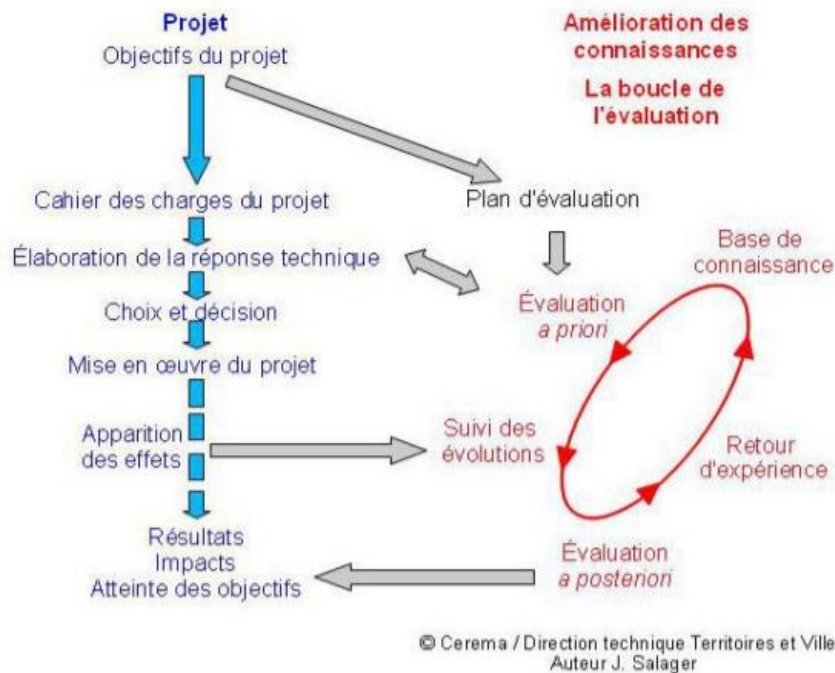 Projet
Objectifs du projet
Cahier des charges du projet
Élaboration de la réponse technique
Choix et décision
Mise en œuvre du projet
Apparition
des effets
Résultats
Impacts
Atteinte des objectifs
Amélioration des
connaissances
La boucle de
l'évaluation
Plan d'évaluation
Base de
connaissance
Évaluation
a priori
Suivi des
évolutions
Retour
d'expérience
Évaluation
a posteriori
© Cerema / Direction technique Territoires et Ville
Auteur J. Salager